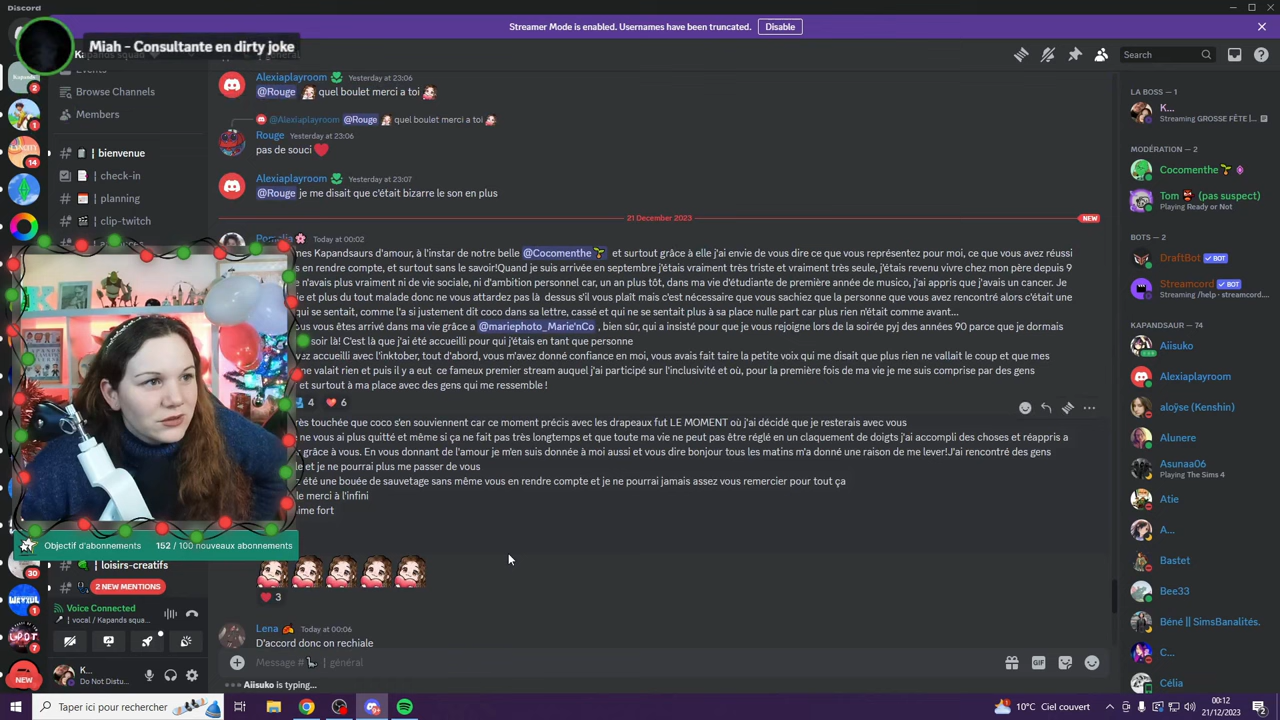 Discord
Streamer Mode is enabled. Usernames have been truncated.
Disable
Miah - Consultante en dirty joke
Kapands squad
Search
Events
Browse Channels
Members
| bienvenue
| check-in
| planning
| clip-twitch
Alexiaplayroom Yesterday at 23:06
@Rouge quel boulet merci a toi
@Alexiaplayroom @Rouge quel boulet merci a toi
Rouge Yesterday at 23:06
pas de souci
Alexiaplayroom Yesterday at 23:07
@Rouge je me disait que c'était bizarre le son en plus
21 December 2023
NEW
Today at 00:02
mes Kapandsaurs d'amour, à l'instar de notre belle @Cocomenthe et surtout grâce à elle j'ai envie de vous dire ce que vous représentez pour moi, ce que vous avez réussi
s en rendre compte, et surtout sans le savoir!Quand je suis arrivée en septembre j'étais vraiment très triste et vraiment très seule, j'étais revenu vivre chez mon père depuis 9
n'avais plus vraiment ni de vie sociale, ni d'ambition personnel car, un an plus tôt, dans ma vie d'étudiante de première année de musico, j'ai appris que j'avais un cancer. Je
ie et plus du tout malade donc ne vous attardez pas là dessus s'il vous plaît mais c'est nécessaire que vous sachiez que la personne que vous avez rencontré alors c'était une
qui se sentait, comme l'a si justement dit coco dans sa lettre, cassé et qui ne se sentait plus à sa place nulle part car plus rien n'était comme avant...
us vous êtes arrivé dans ma vie grâce a @mariephoto_Marie'nCo , bien sûr, qui a insisté pour que je vous rejoigne lors de la soirée pyj des années 90 parce que je dormais
soir là! C'est là que j'ai été accueilli pour qui j'étais en tant que personne
ez accueilli avec l'inktober, tout d'abord, vous m'avez donné confiance en moi, vous avais fait taire la petite voix qui me disait que plus rien ne vallait le coup et que mes
ne valait rien et puis il y a eut ce fameux premier stream auquel j'ai participé sur l'inclusivité et où, pour la première fois de ma vie je me suis comprise par des gens
et surtout à ma place avec des gens qui me ressemble !
4
6
rès touchée que coco s'en souviennent car ce moment précis avec les drapeaux fut LE MOMENT où j'ai décidé que je resterais avec vous
ne vous ai plus quitté et même si ça ne fait pas très longtemps et que toute ma vie ne peut pas être réglé en un claquement de doigts j'ai accompli des choses et réappris a
grâce à vous. En vous donnant de l'amour je m'en suis donnée à moi aussi et vous dire bonjour tous les matins m'a donné une raison de me lever!J'ai rencontré des gens
le et je ne pourrai plus me passer de vous
été une bouée de sauvetage sans même vous en rendre compte et je ne pourrai jamais assez vous remercier pour tout ça
le merci à l'infini
ime fort
3
Lena Today at 00:06
D'accord donc on rechiale
Message # | général
Aiisuko is typing...
Objectif d'abonnements 152 / 100 nouveaux abonnements
| loisirs-creatifs
2 NEW MENTIONS
Voice Connected
| vocal / Kapands squa...
K...
Do Not Distu...
2
1
14
30
1
7
NEW
LA BOSS — 1
K...
Streaming GROSSE FÊTE |...
MODÉRATION — 2
Cocomenthe
Tom (pas suspect)
Playing Ready or Not
BOTS — 2
DraftBot BOT
Streamcord BOT
Streaming /help · streamcord....
KAPANDSAUR — 74
Aiisuko
Alexiaplayroom
aloÿse (Kenshin)
Alunere
Asunaa06
Playing The Sims 4
Atie
A...
Bastet
Bee33
Béné || SimsBanalités.
C...
Célia
Taper ici pour rechercher
10°C Ciel couvert
00:12
21/12/2023